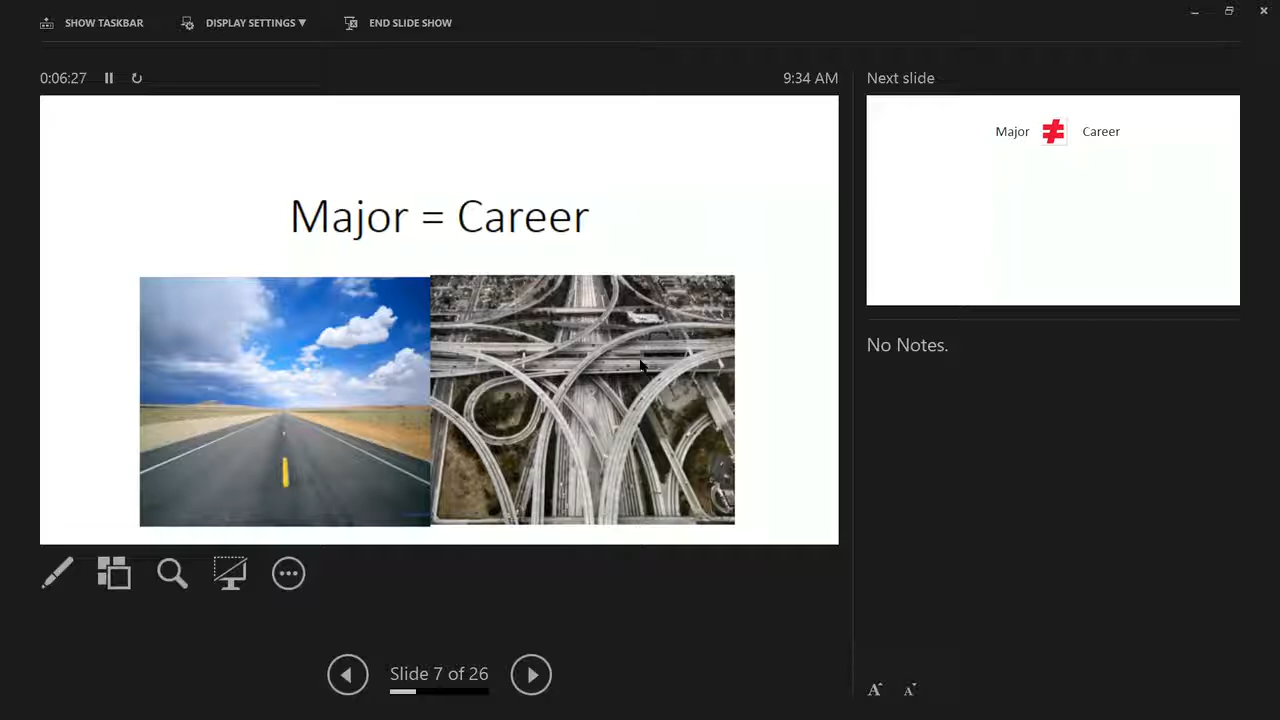 SHOW TASKBAR
DISPLAY SETTINGS ▼
END SLIDE SHOW
0:06:27
9:34 AM
Next slide
Major = Career
Major ≠ Career
No Notes.
Slide 7 of 26
A A